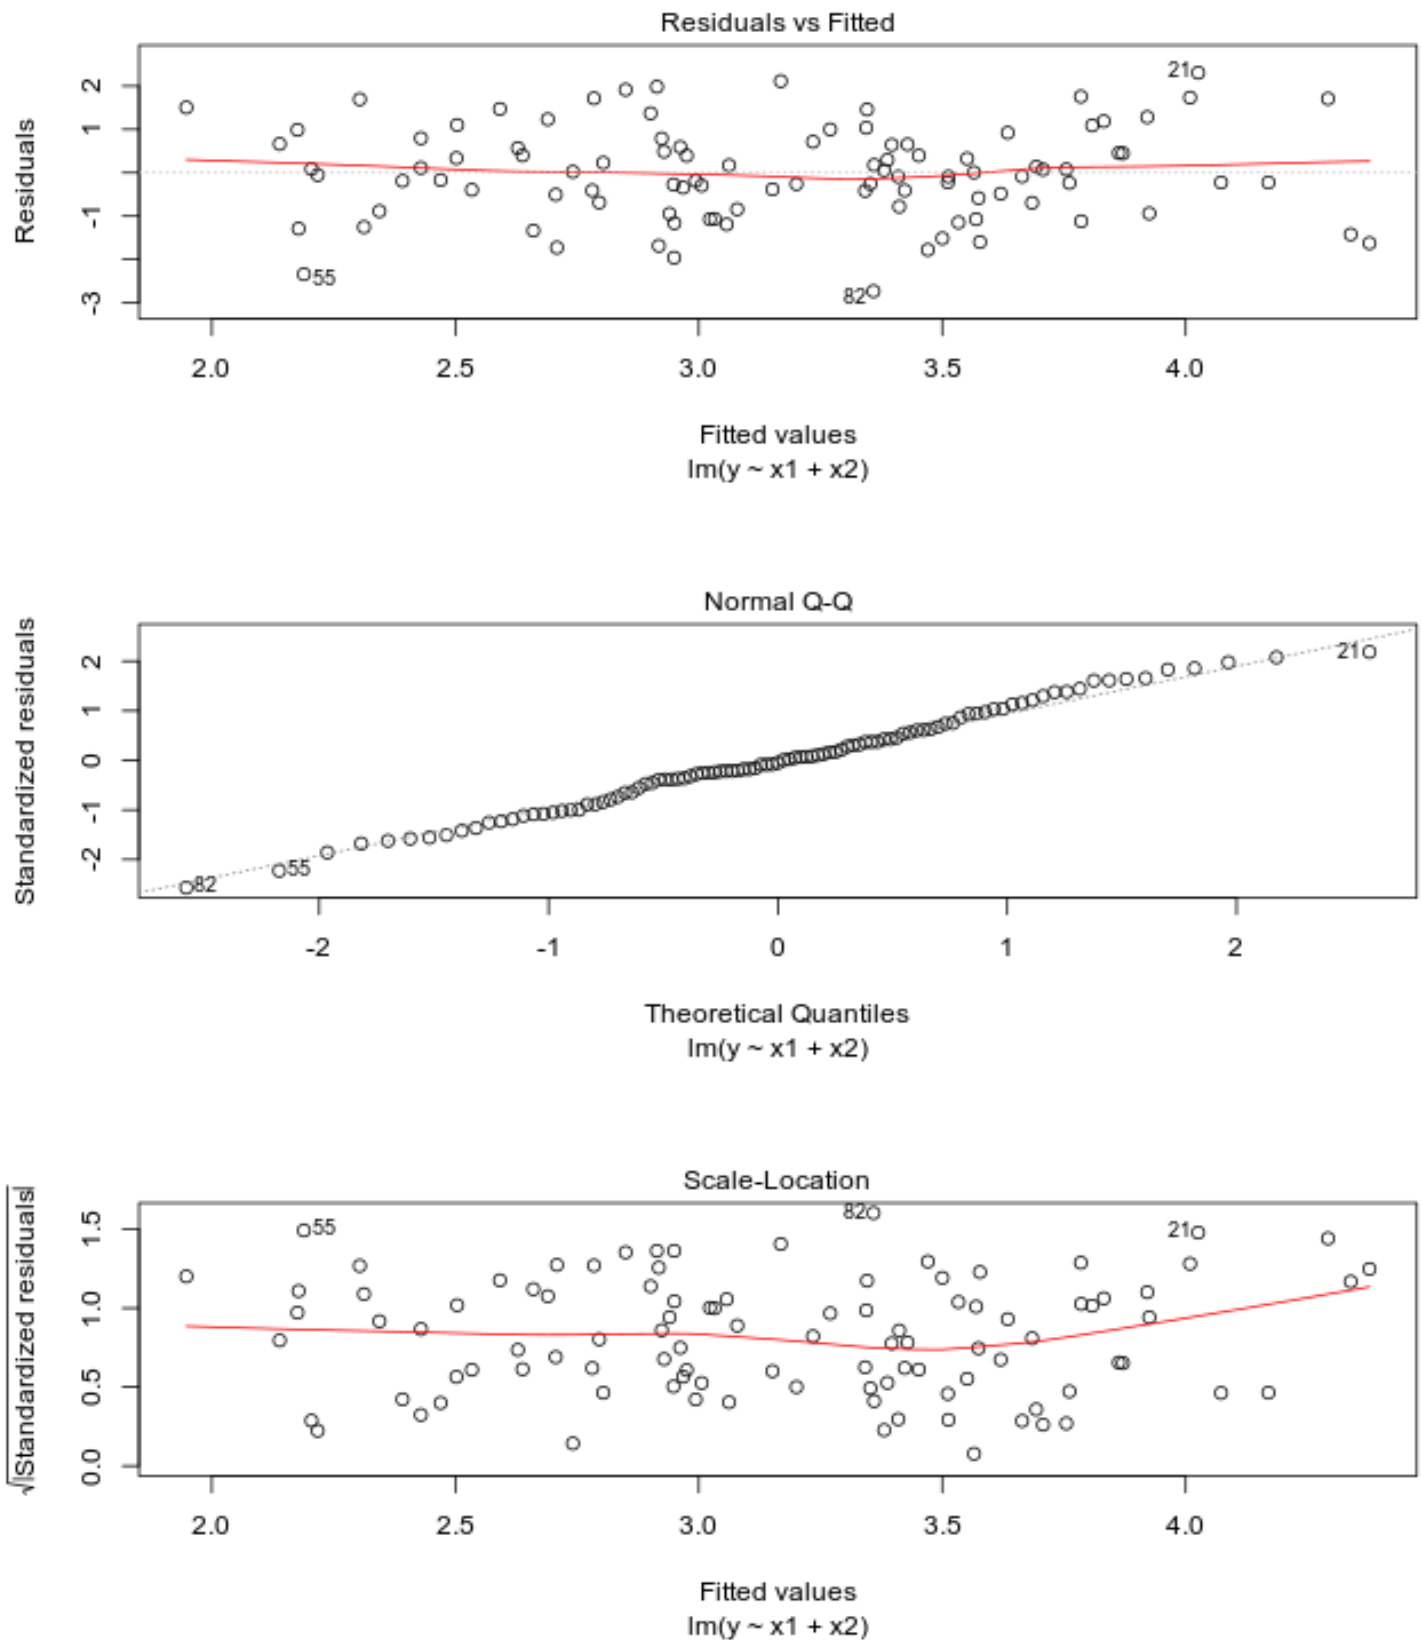 Residuals vs Fitted
Residuals
2
1
-1
-3
21
55
82
2.0 2.5 3.0 3.5 4.0
Fitted values
lm(y ~ x1 + x2)
Normal Q-Q
Standardized residuals
2
1
0
-1
-2
21
55
82
-2 -1 0 1 2
Theoretical Quantiles
lm(y ~ x1 + x2)
Scale-Location
√|Standardized residuals|
1.5
1.0
0.5
0.0
55
82
21
2.0 2.5 3.0 3.5 4.0
Fitted values
lm(y ~ x1 + x2)